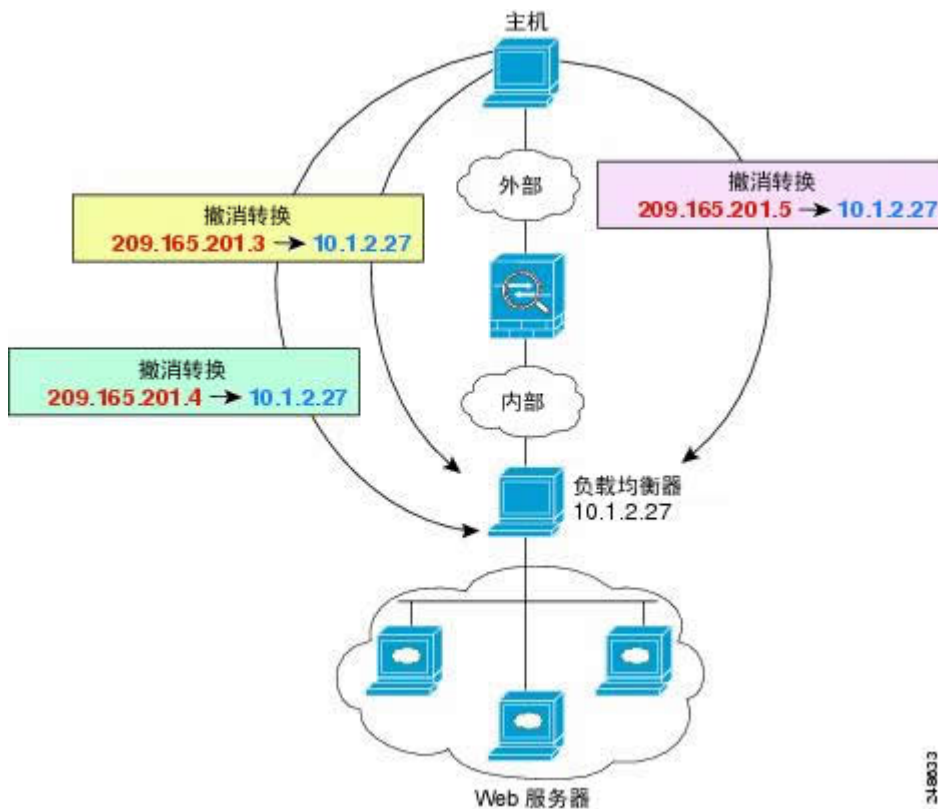 主机
外部
撤消转换
209.165.201.3 → 10.1.2.27
撤消转换
209.165.201.5 → 10.1.2.27
撤消转换
209.165.201.4 → 10.1.2.27
内部
负载均衡器
10.1.2.27
Web 服务器
248633